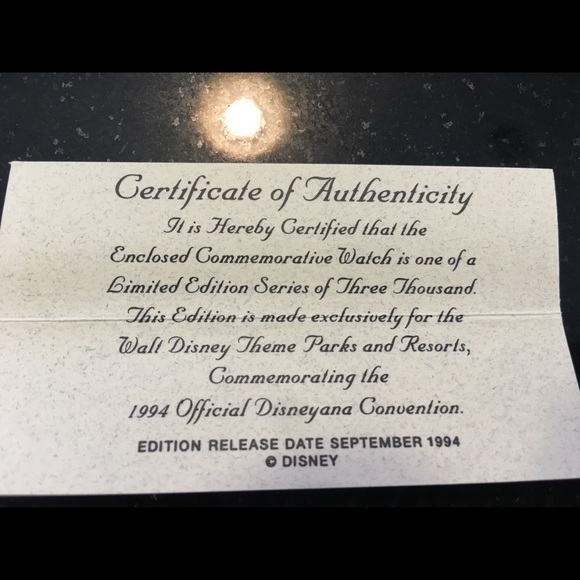 Certificate of Authenticity
It is Hereby Certified that the
Enclosed Commemorative Watch is one of a
Limited Edition Series of Three Thousand.
This Edition is made exclusively for the
Walt Disney Theme Parks and Resorts,
Commemorating the
1994 Official Disneyana Convention.
EDITION RELEASE DATE SEPTEMBER 1994
© DISNEY